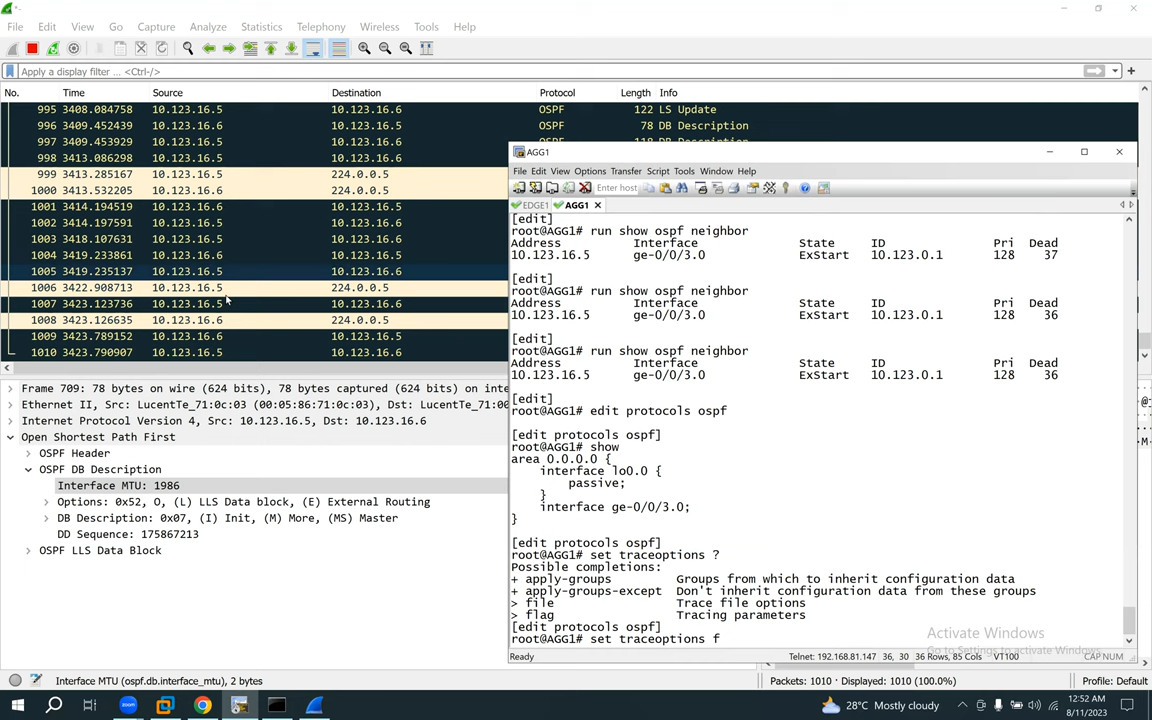 File Edit View Go Capture Analyze Statistics Telephony Wireless Tools Help
Apply a display filter ... <Ctrl-/>
No. Time Source Destination Protocol Length Info
995 3408.084758 10.123.16.5 10.123.16.6 OSPF 122 LS Update
996 3409.452439 10.123.16.6 10.123.16.5 OSPF 78 DB Description
997 3409.453929 10.123.16.5 10.123.16.6
998 3413.086298 10.123.16.5 10.123.16.6
999 3413.285167 10.123.16.5 224.0.0.5
1000 3413.532205 10.123.16.6 224.0.0.5
1001 3414.194519 10.123.16.6 10.123.16.5
1002 3414.197591 10.123.16.5 10.123.16.6
1003 3418.107631 10.123.16.5 10.123.16.6
1004 3419.233861 10.123.16.6 10.123.16.5
1005 3419.235137 10.123.16.5 10.123.16.6
1006 3422.908713 10.123.16.5 224.0.0.5
1007 3423.123736 10.123.16.5 10.123.16.6
1008 3423.126635 10.123.16.6 224.0.0.5
1009 3423.789152 10.123.16.6 10.123.16.5
1010 3423.790907 10.123.16.5 10.123.16.6
Frame 709: 78 bytes on wire (624 bits), 78 bytes captured (624 bits) on inte
Ethernet II, Src: LucentTe_71:0c:03 (00:05:86:71:0c:03), Dst: LucentTe_71:00
Internet Protocol Version 4, Src: 10.123.16.5, Dst: 10.123.16.6
Open Shortest Path First
OSPF Header
OSPF DB Description
Interface MTU: 1986
Options: 0x52, O, (L) LLS Data block, (E) External Routing
DB Description: 0x07, (I) Init, (M) More, (MS) Master
DD Sequence: 175867213
OSPF LLS Data Block
AGG1
File Edit View Options Transfer Script Tools Window Help
Enter host
EDGE1 AGG1
[edit]
root@AGG1# run show ospf neighbor
Address Interface State ID Pri Dead
10.123.16.5 ge-0/0/3.0 ExStart 10.123.0.1 128 37
[edit]
root@AGG1# run show ospf neighbor
Address Interface State ID Pri Dead
10.123.16.5 ge-0/0/3.0 ExStart 10.123.0.1 128 36
[edit]
root@AGG1# run show ospf neighbor
Address Interface State ID Pri Dead
10.123.16.5 ge-0/0/3.0 ExStart 10.123.0.1 128 36
[edit]
root@AGG1# edit protocols ospf
[edit protocols ospf]
root@AGG1# show
area 0.0.0.0 {
interface lo0.0 {
passive;
}
interface ge-0/0/3.0;
}
[edit protocols ospf]
root@AGG1# set traceoptions ?
Possible completions:
+ apply-groups Groups from which to inherit configuration data
+ apply-groups-except Don't inherit configuration data from these groups
> file Trace file options
> flag Tracing parameters
[edit protocols ospf]
root@AGG1# set traceoptions f
Activate Windows
Go to Settings to activate Windows.
Ready Telnet: 192.168.81.147 36, 30 36 Rows, 85 Cols VT100 CAP NUM
Interface MTU (ospf.db.interface_mtu), 2 bytes Packets: 1010 · Displayed: 1010 (100.0%) Profile: Default
28°C Mostly cloudy 12:52 AM
8/11/2023